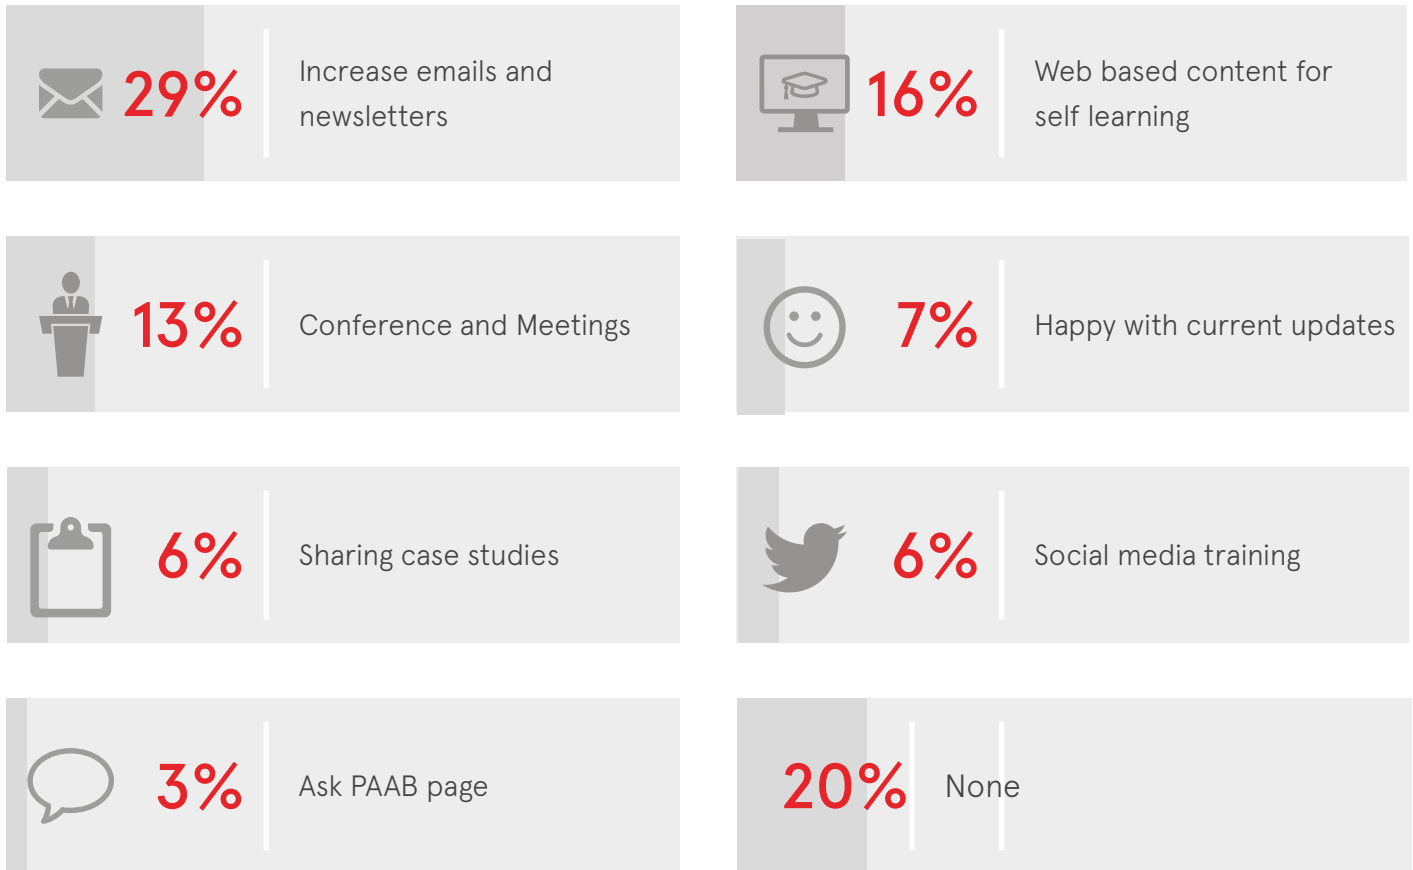 29%
Increase emails and
newsletters
16%
Web based content for
self learning
13%
Conference and Meetings
7%
Happy with current updates
6%
Sharing case studies
6%
Social media training
3%
Ask PAAB page
20%
None